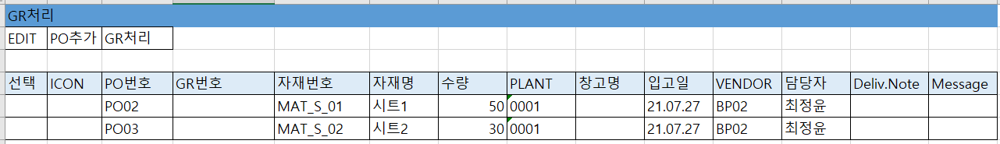 GR처리
EDIT PO추가 GR처리
선택 ICON PO번호 GR번호 자재번호 자재명 수량 PLANT 창고명 입고일 VENDOR 담당자 Deliv.Note Message
PO02 MAT_S_01 시트1 50 0001 21.07.27 BP02 최정윤
PO03 MAT_S_02 시트2 30 0001 21.07.27 BP02 최정윤